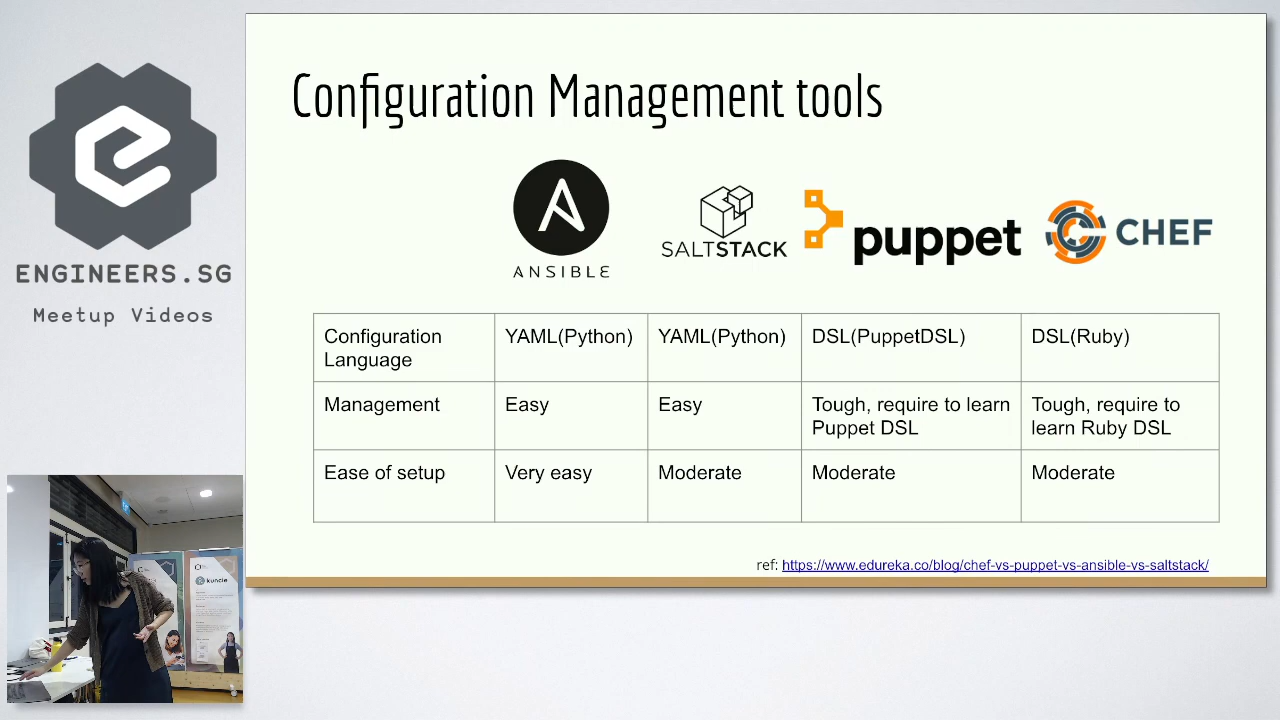 ENGINEERS.SG
Meetup Videos
Configuration Management tools
ANSIBLE
SALTSTACK
puppet
CHEF
Configuration Language
YAML(Python)
YAML(Python)
DSL(PuppetDSL)
DSL(Ruby)
Management
Easy
Easy
Tough, require to learn
Puppet DSL
Tough, require to
learn Ruby DSL
Ease of setup
Very easy
Moderate
Moderate
Moderate
ref: https://www.edureka.co/blog/chef-vs-puppet-vs-ansible-vs-saltstack/
kuncie